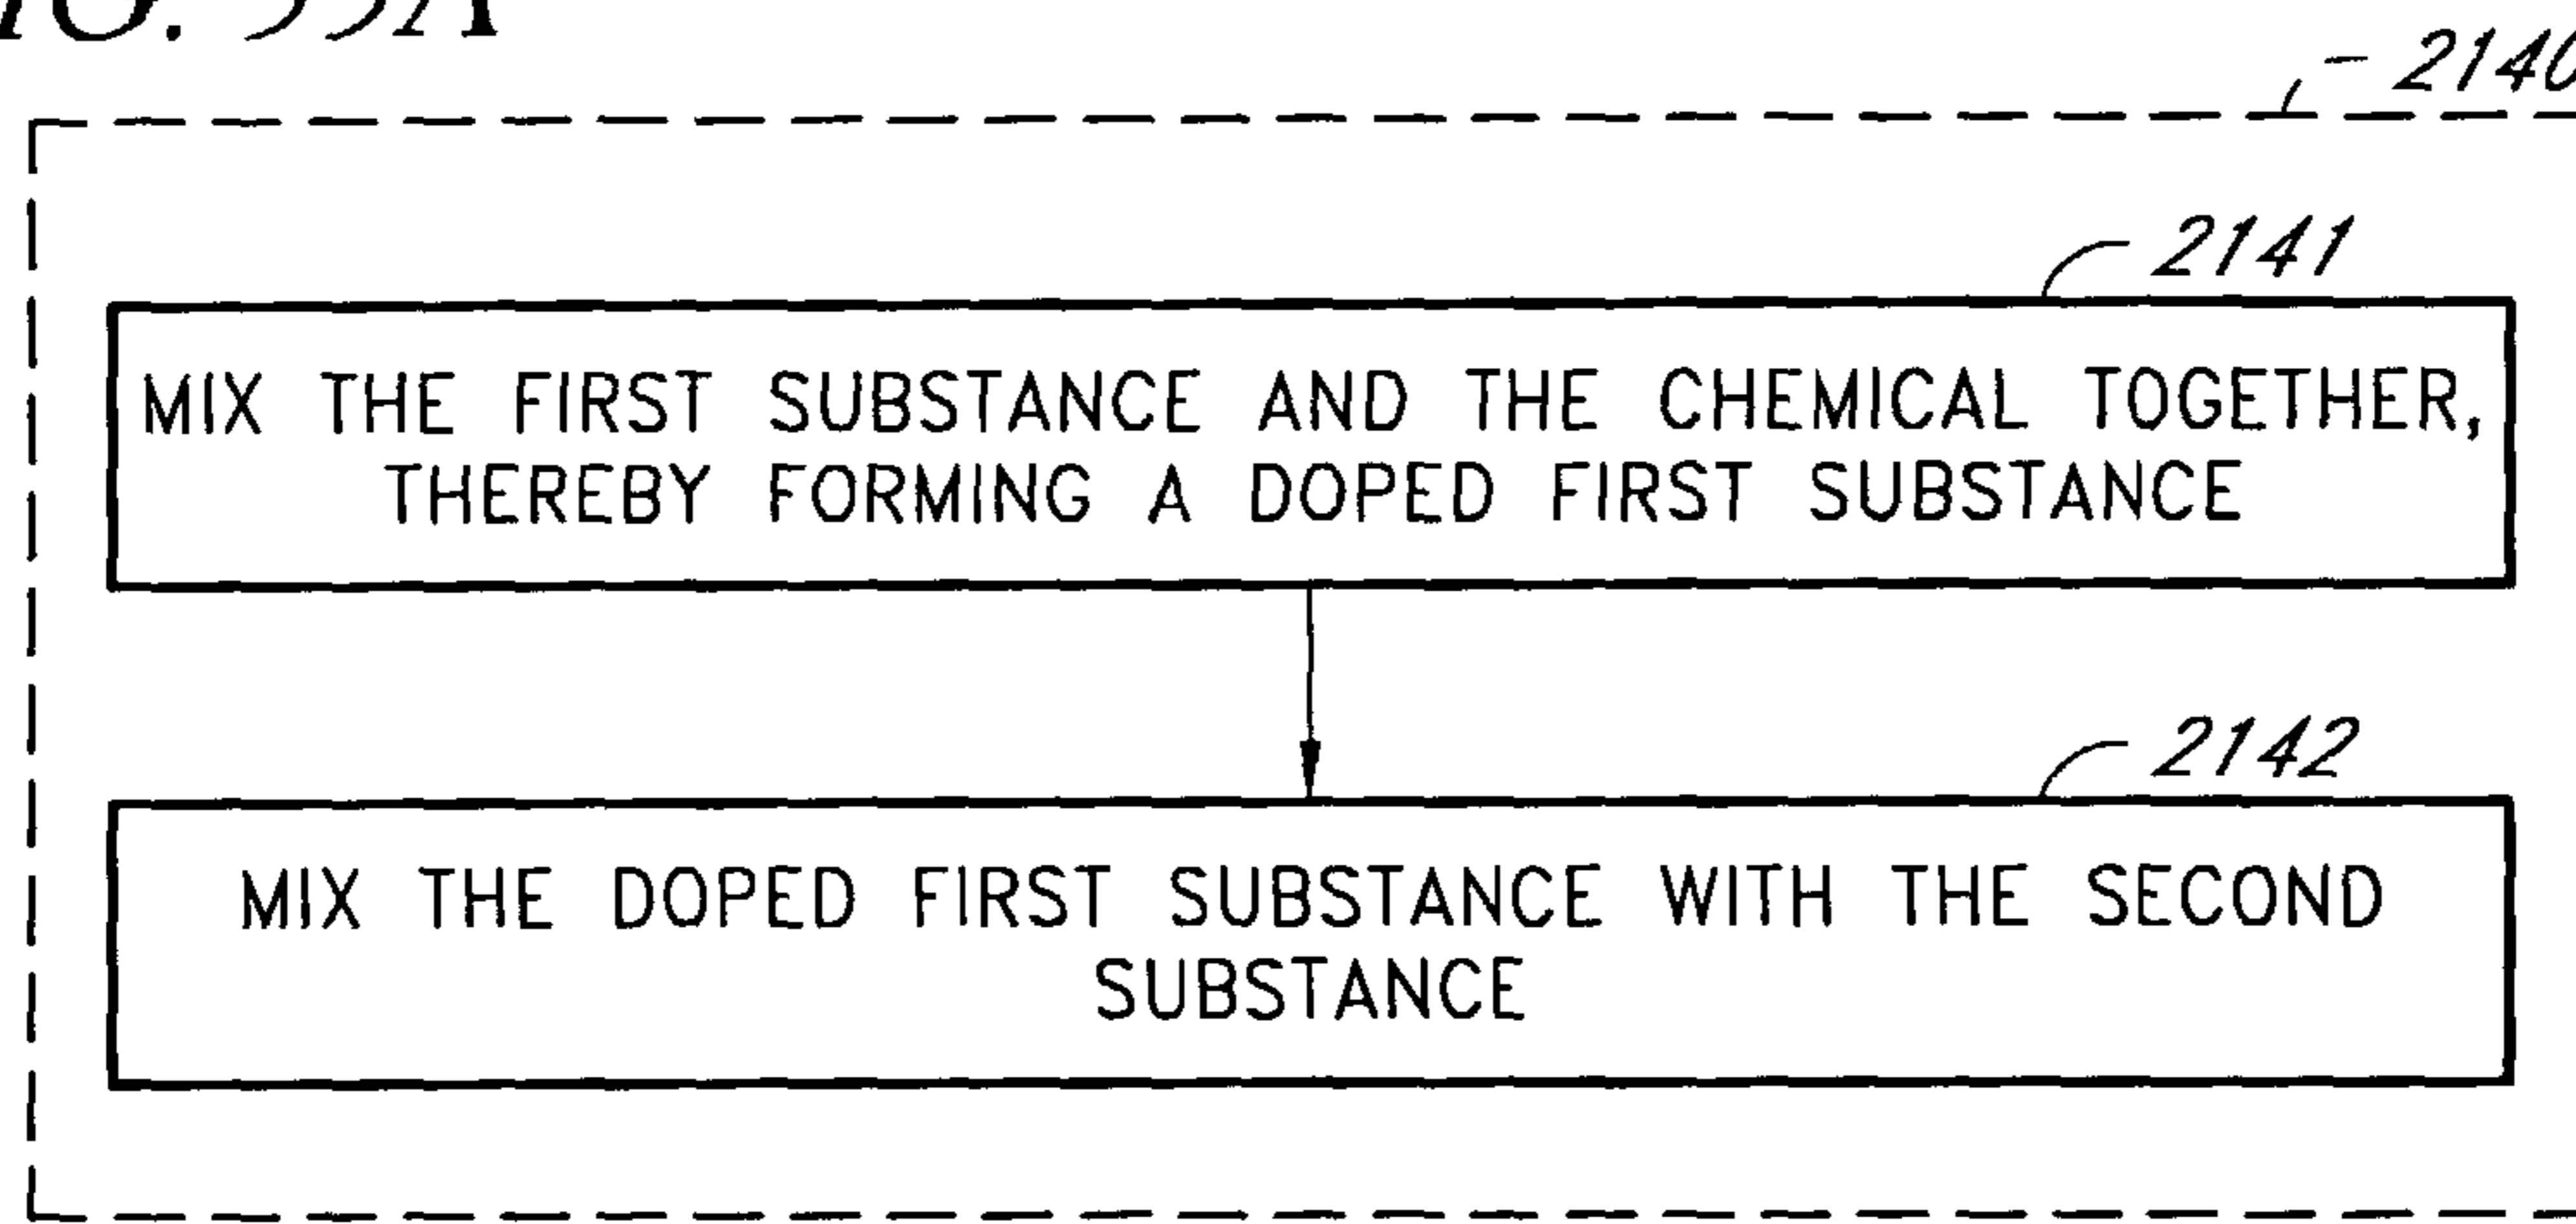 2140
2141
MIX THE FIRST SUBSTANCE AND THE CHEMICAL TOGETHER,
THEREBY FORMING A DOPED FIRST SUBSTANCE
2142
MIX THE DOPED FIRST SUBSTANCE WITH THE SECOND
SUBSTANCE